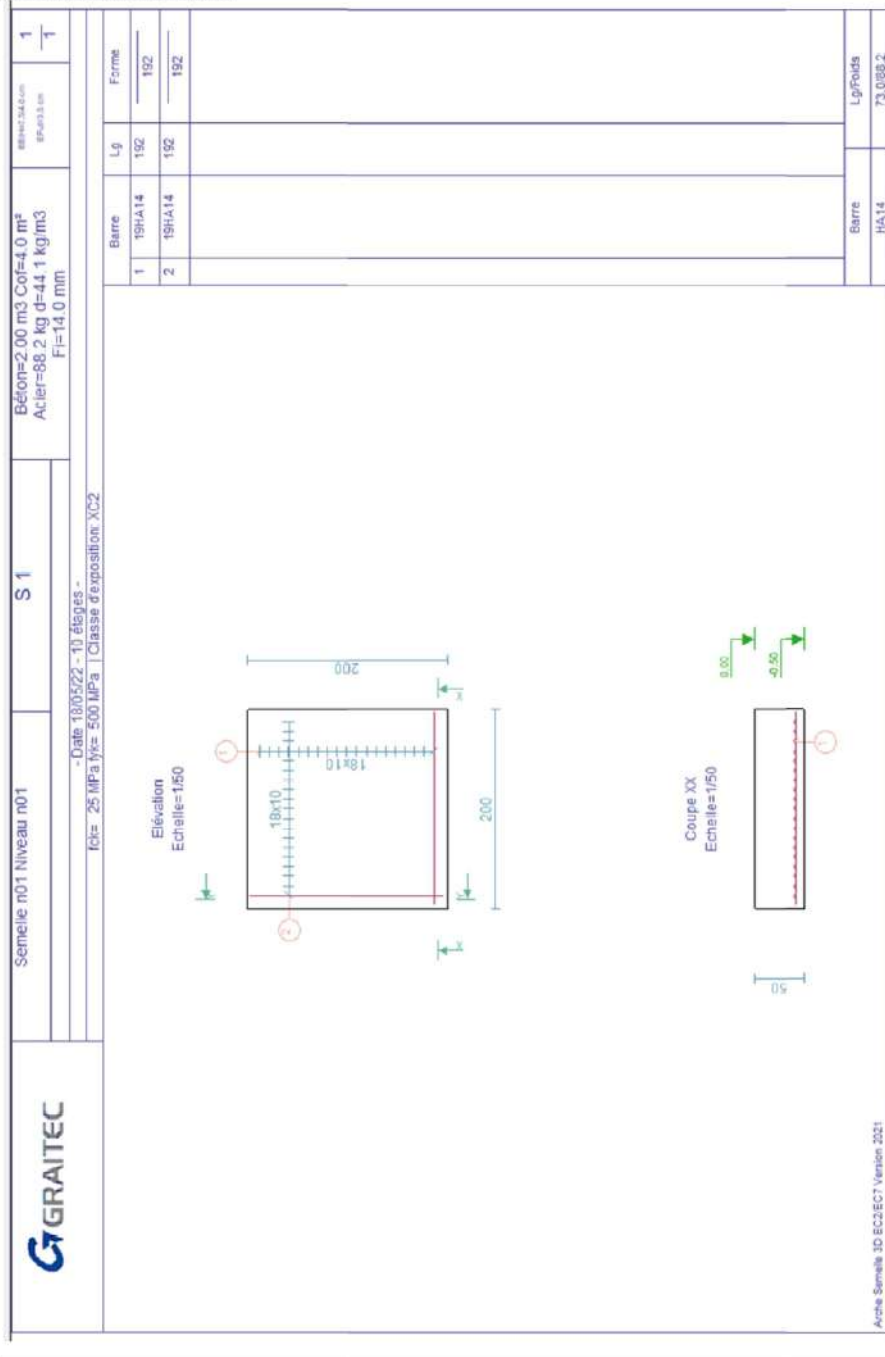 GRAITEC
Semelle n01 Niveau n01
S 1
Béton=2.00 m3 Cof=4.0 m²
Acier=88.2 kg d=44.1 kg/m3
Fi=14.0 mm
1
1
- Date 18/05/22 - 10 étages -
fck= 25 MPa fyk= 500 MPa | Classe d'exposition: XC2
Barre Lg Forme
1 19HA14 192 192
2 19HA14 192 192
Elévation
Echelle=1/50
1
18x10
18x10
200
2
X
X
200
Coupe XX
Echelle=1/50
0.00
-0.50
50
1
Barre Lg/Poids
HA14 73.0/88.2
Arche Semelle 3D EC2/EC7 Version 2021